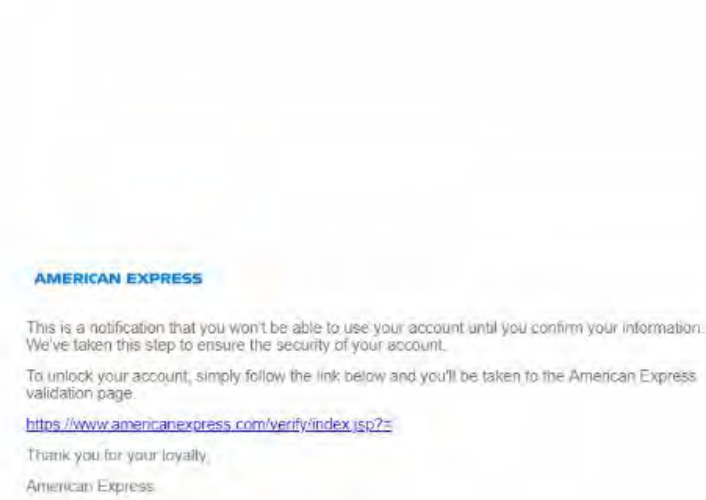 AMERICAN EXPRESS
This is a notification that you won't be able to use your account until you confirm your information.
We've taken this step to ensure the security of your account.
To unlock your account, simply follow the link below and you'll be taken to the American Express
validation page.
https://www.americanexpress.com/verify/index.jsp?=
Thank you for your loyalty,
American Express